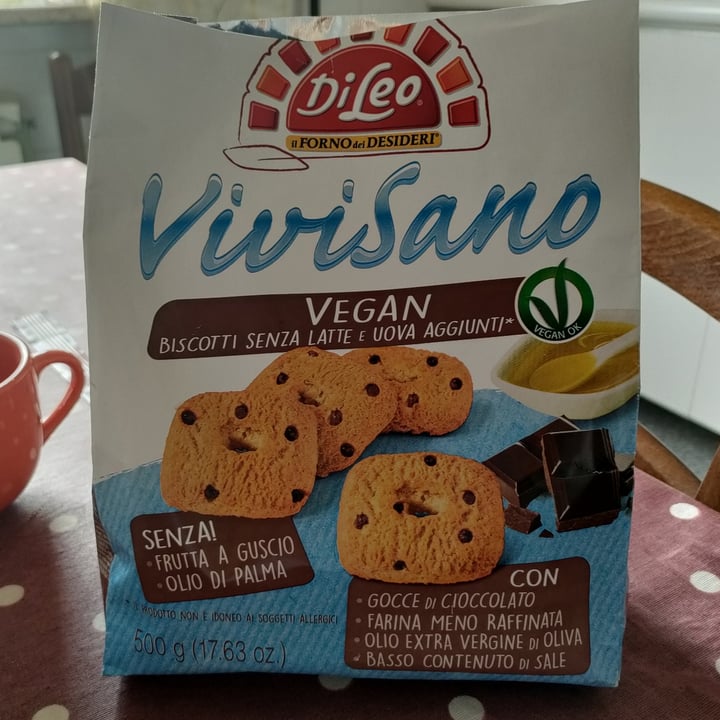 DiLeo®
il FORNO dei DESIDERI®
ViviSano
VEGAN
BISCOTTI SENZA LATTE E UOVA AGGIUNTI*
VEGAN OK
SENZA!
• FRUTTA A GUSCIO
• OLIO DI PALMA
CON
• GOCCE DI CIOCCOLATO
• FARINA MENO RAFFINATA
• OLIO EXTRA VERGINE DI OLIVA
• BASSO CONTENUTO DI SALE
* IL PRODOTTO NON È IDONEO AI SOGGETTI ALLERGICI
500 g (17.63 oz.)